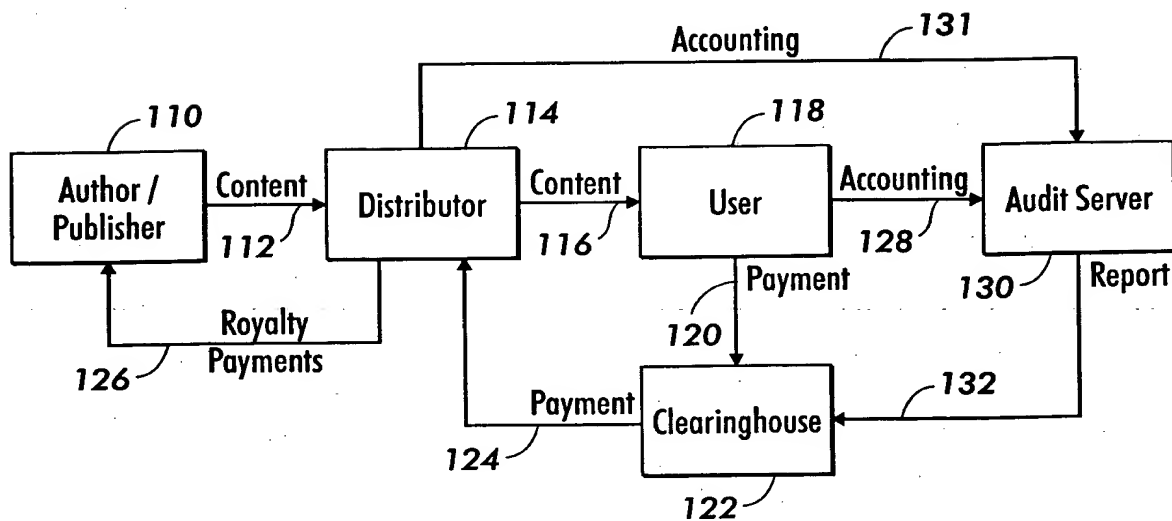 Accounting
131
110
114
118
Author /
Publisher
Content
112
Distributor
Content
116
User
Accounting
128
Audit Server
130
Report
Royalty
Payments
126
Payment
120
132
Payment
124
Clearinghouse
122